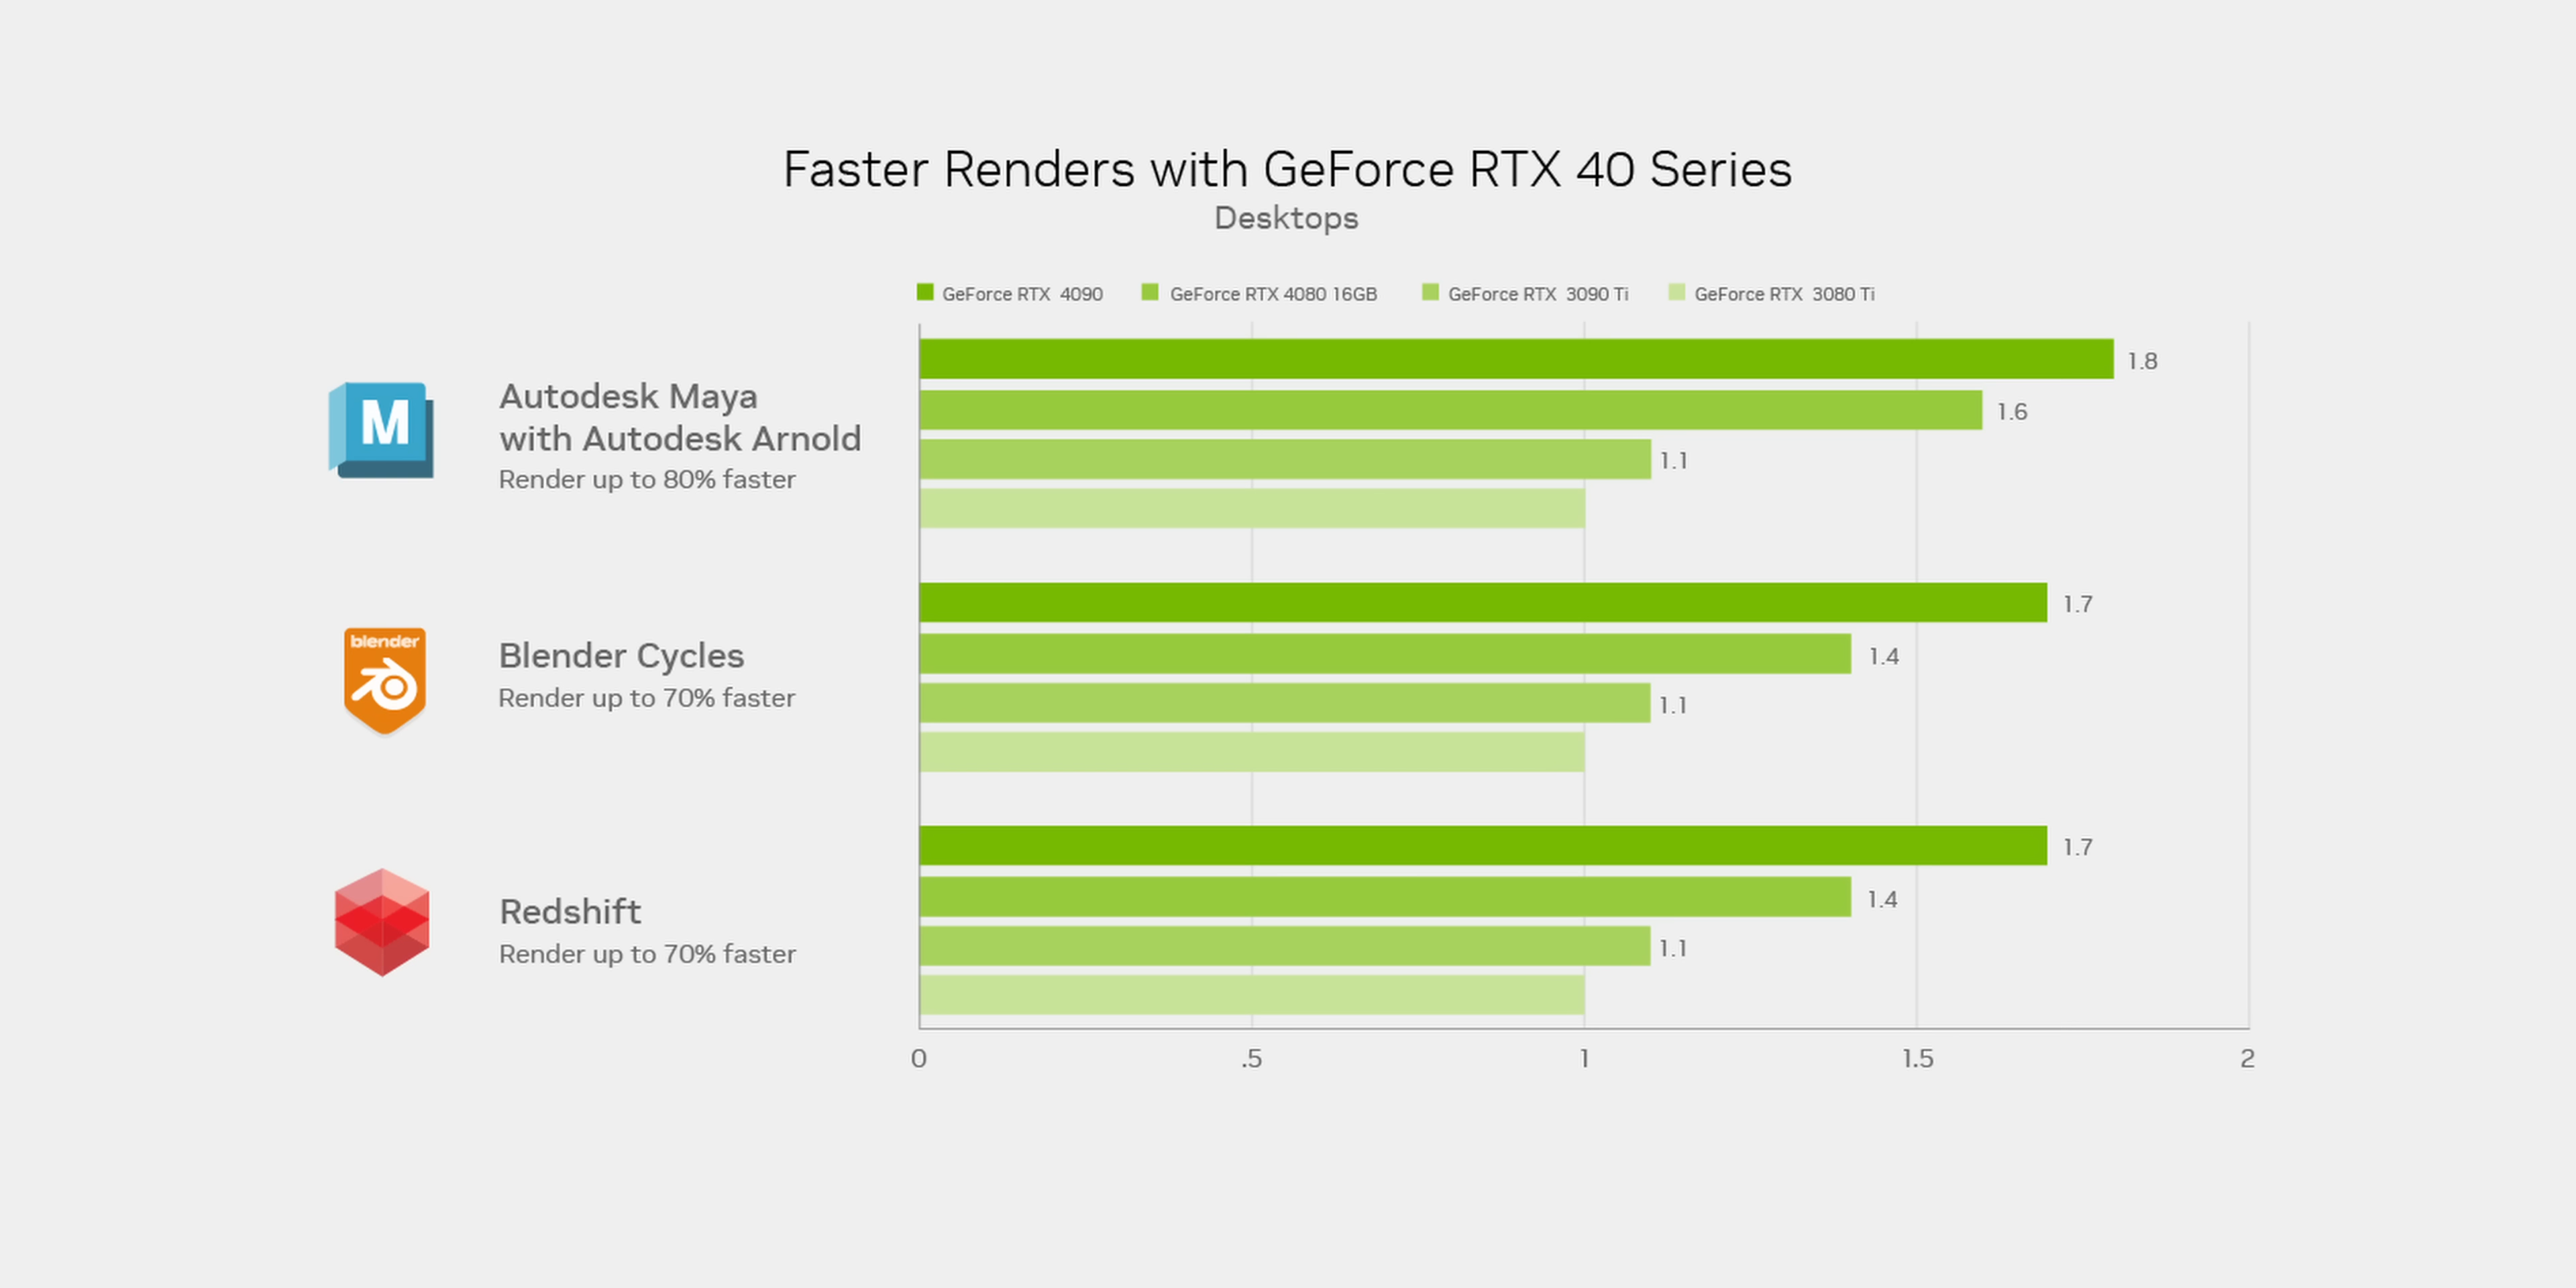 Faster Renders with GeForce RTX 40 Series
Desktops
GeForce RTX 4090 GeForce RTX 4080 16GB GeForce RTX 3090 Ti GeForce RTX 3080 Ti
M
Autodesk Maya
with Autodesk Arnold
Render up to 80% faster
1.8
1.6
1.1
blender
Blender Cycles
Render up to 70% faster
1.7
1.4
1.1
Redshift
Render up to 70% faster
1.7
1.4
1.1
0 .5 1 1.5 2